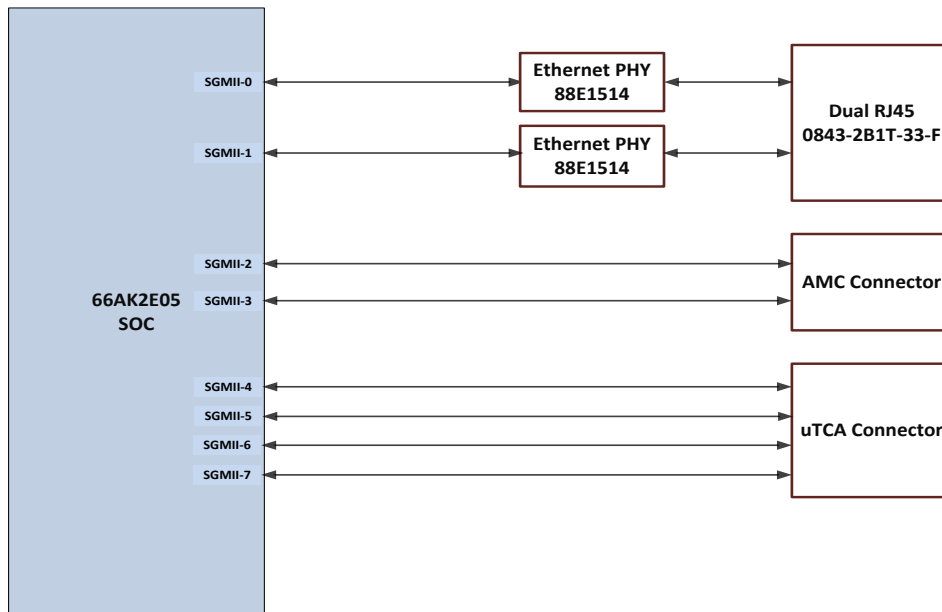 SGMII-0
Ethernet PHY
88E1514
Dual RJ45
0843-2B1T-33-F
SGMII-1
Ethernet PHY
88E1514
SGMII-2
AMC Connector
66AK2E05
SOC
SGMII-3
SGMII-4
SGMII-5
uTCA Connector
SGMII-6
SGMII-7